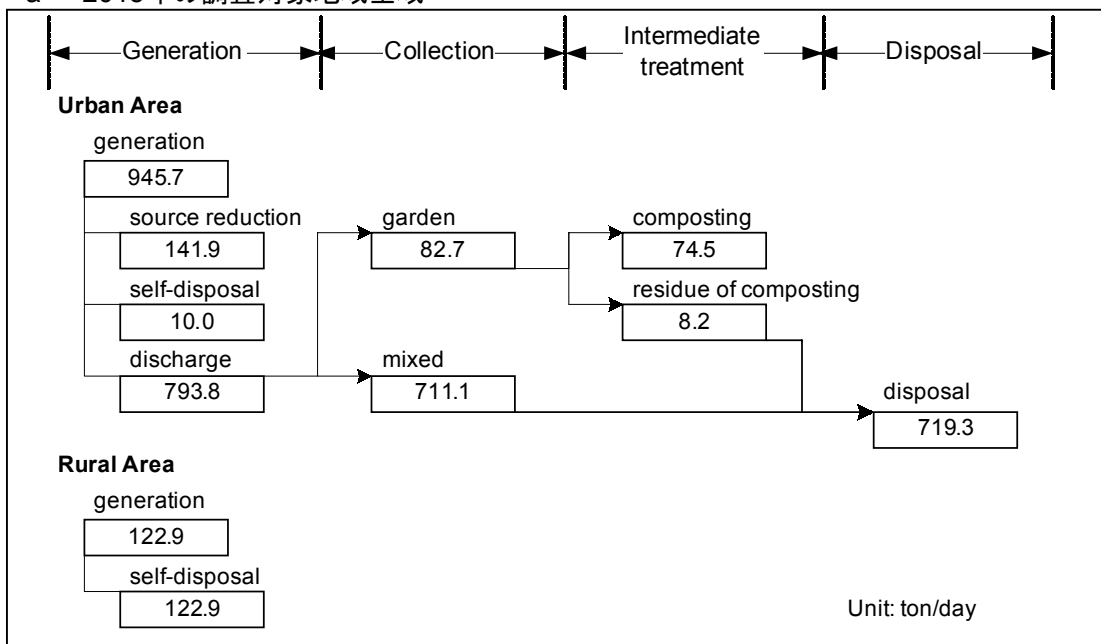 Generation Collection Intermediate treatment Disposal
Urban Area
generation
945.7
source reduction garden composting
141.9 82.7 74.5
self-disposal residue of composting
10.0 8.2
discharge mixed
793.8 711.1
disposal
719.3
Rural Area
generation
122.9
self-disposal
122.9
Unit: ton/day